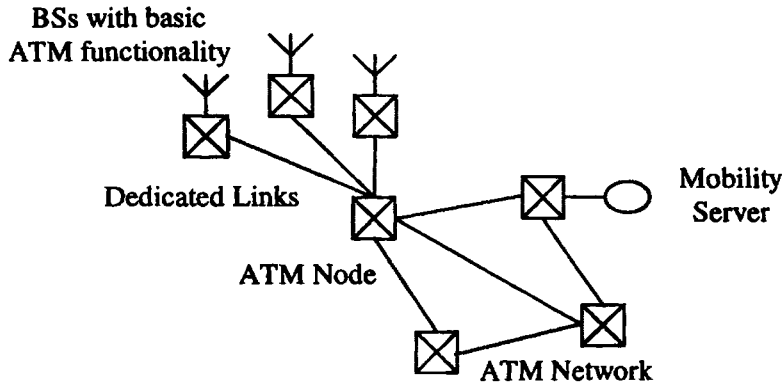 BSs with basic
ATM functionality
Dedicated Links
Mobility
Server
ATM Node
ATM Network